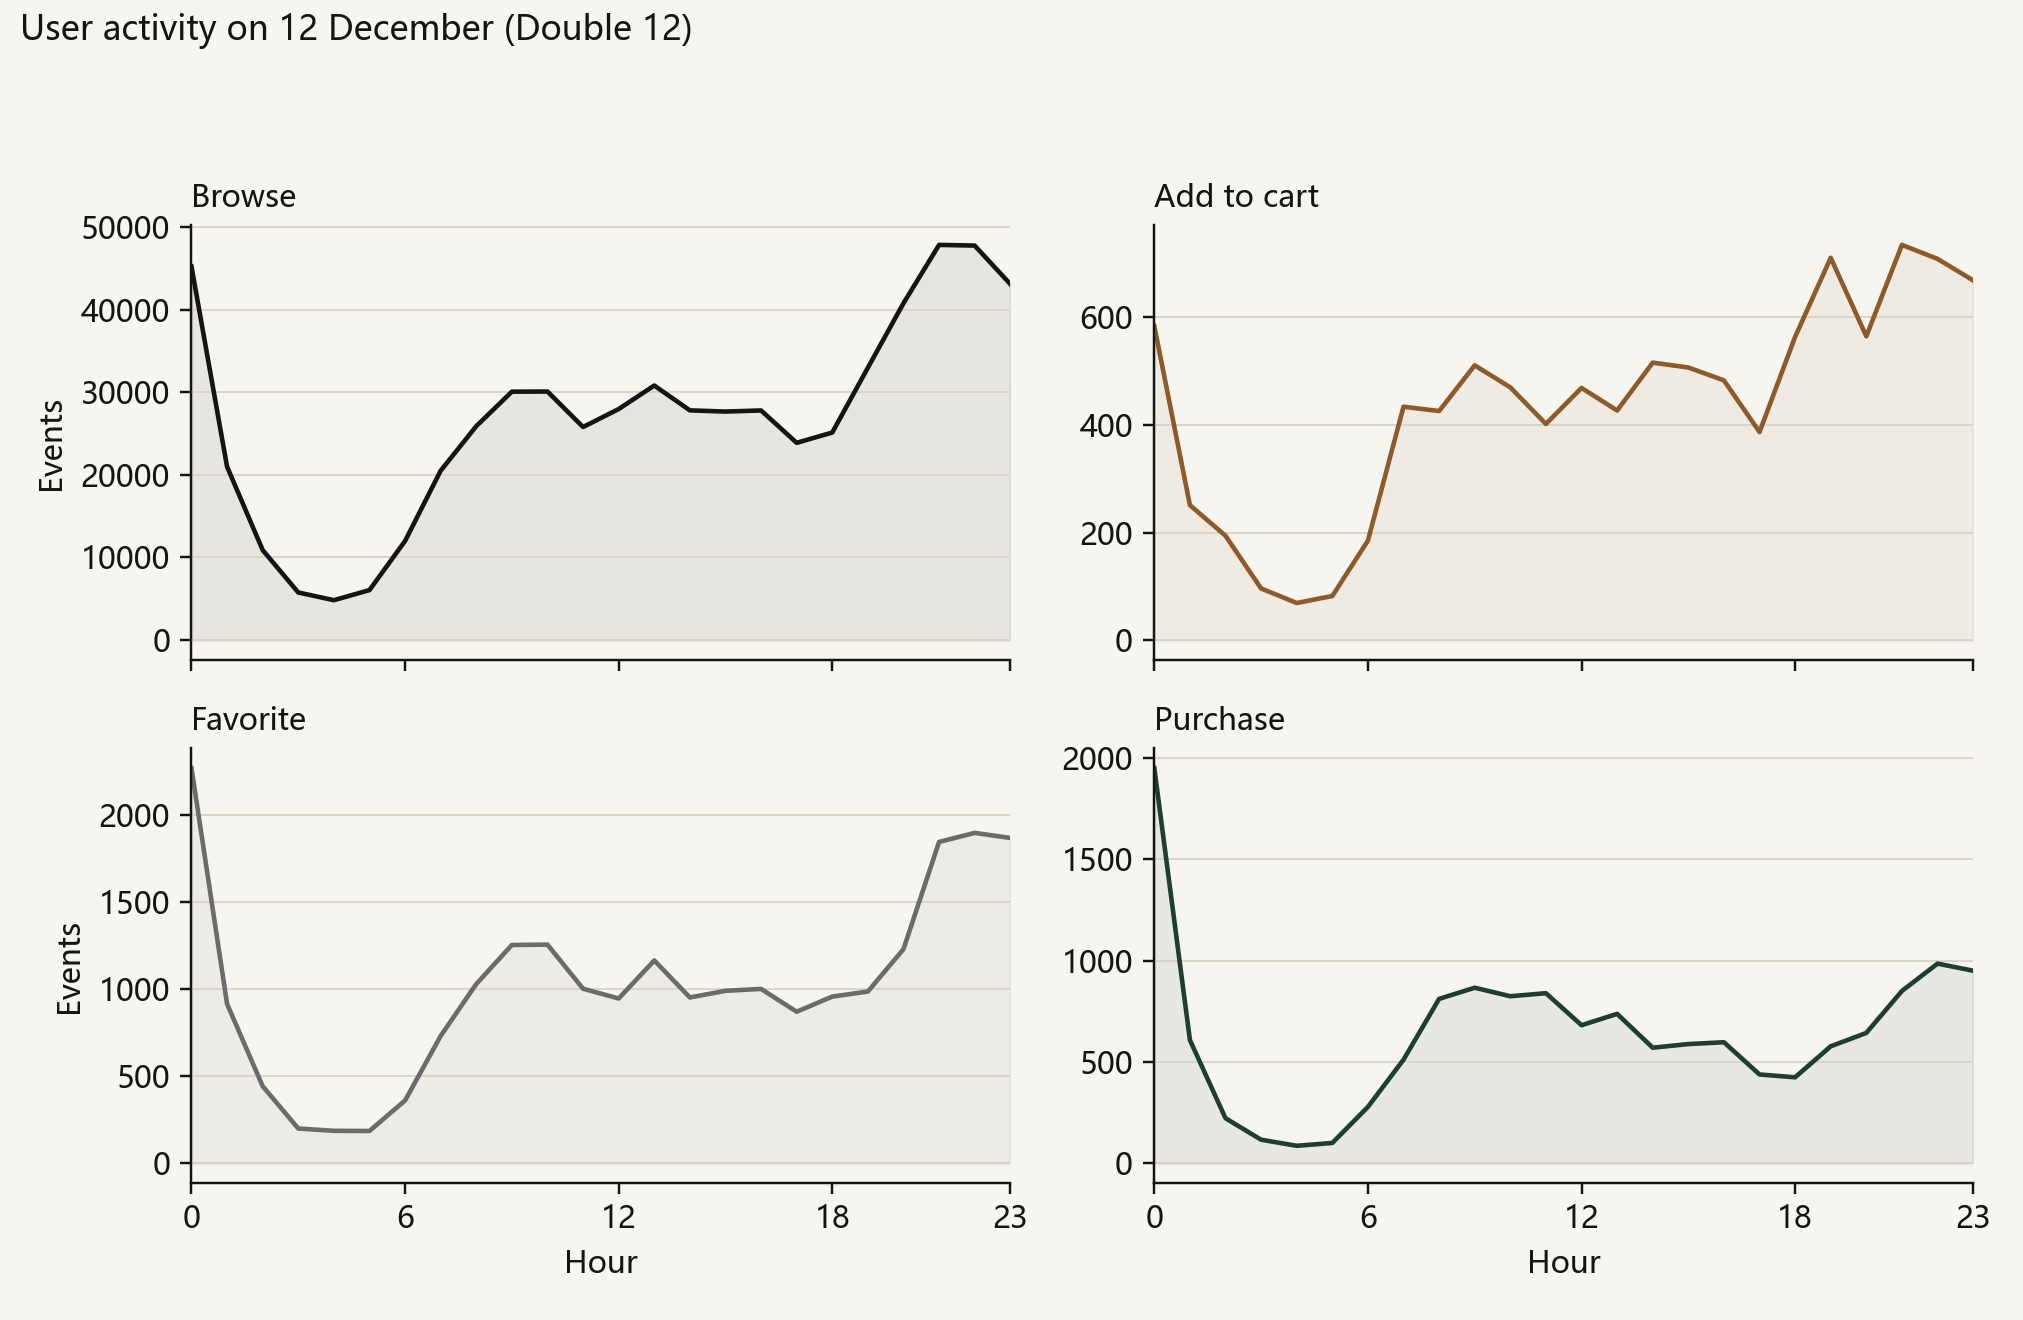 User activity on 12 December (Double 12)
Browse
50000
40000
30000
20000
10000
0
Events
Add to cart
600
400
200
0
Favorite
2000
1500
1000
500
0
Events
0 6 12 18 23
Hour
Purchase
2000
1500
1000
500
0
0 6 12 18 23
Hour